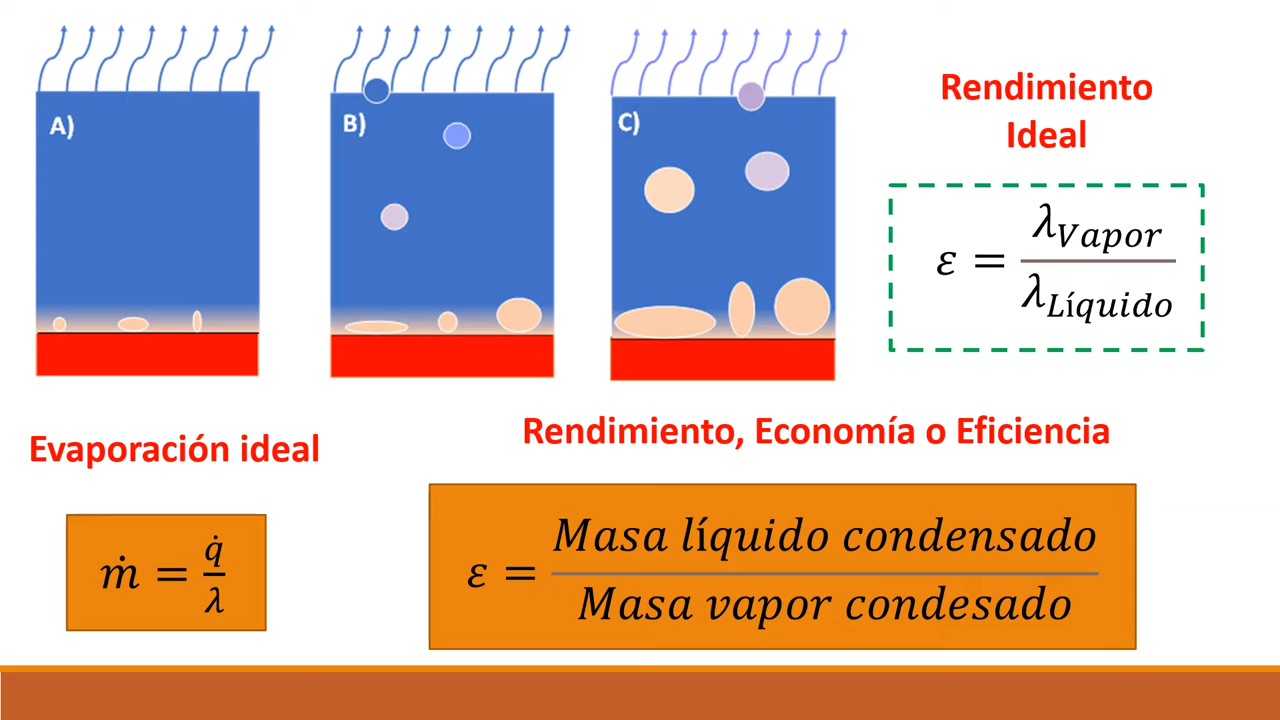 A)
B)
C)
Rendimiento
Ideal
ε = λVapor / λLíquido
Evaporación ideal
ṁ = q̇ / λ
Rendimiento, Economía o Eficiencia
ε = Masa líquido condensado / Masa vapor condesado